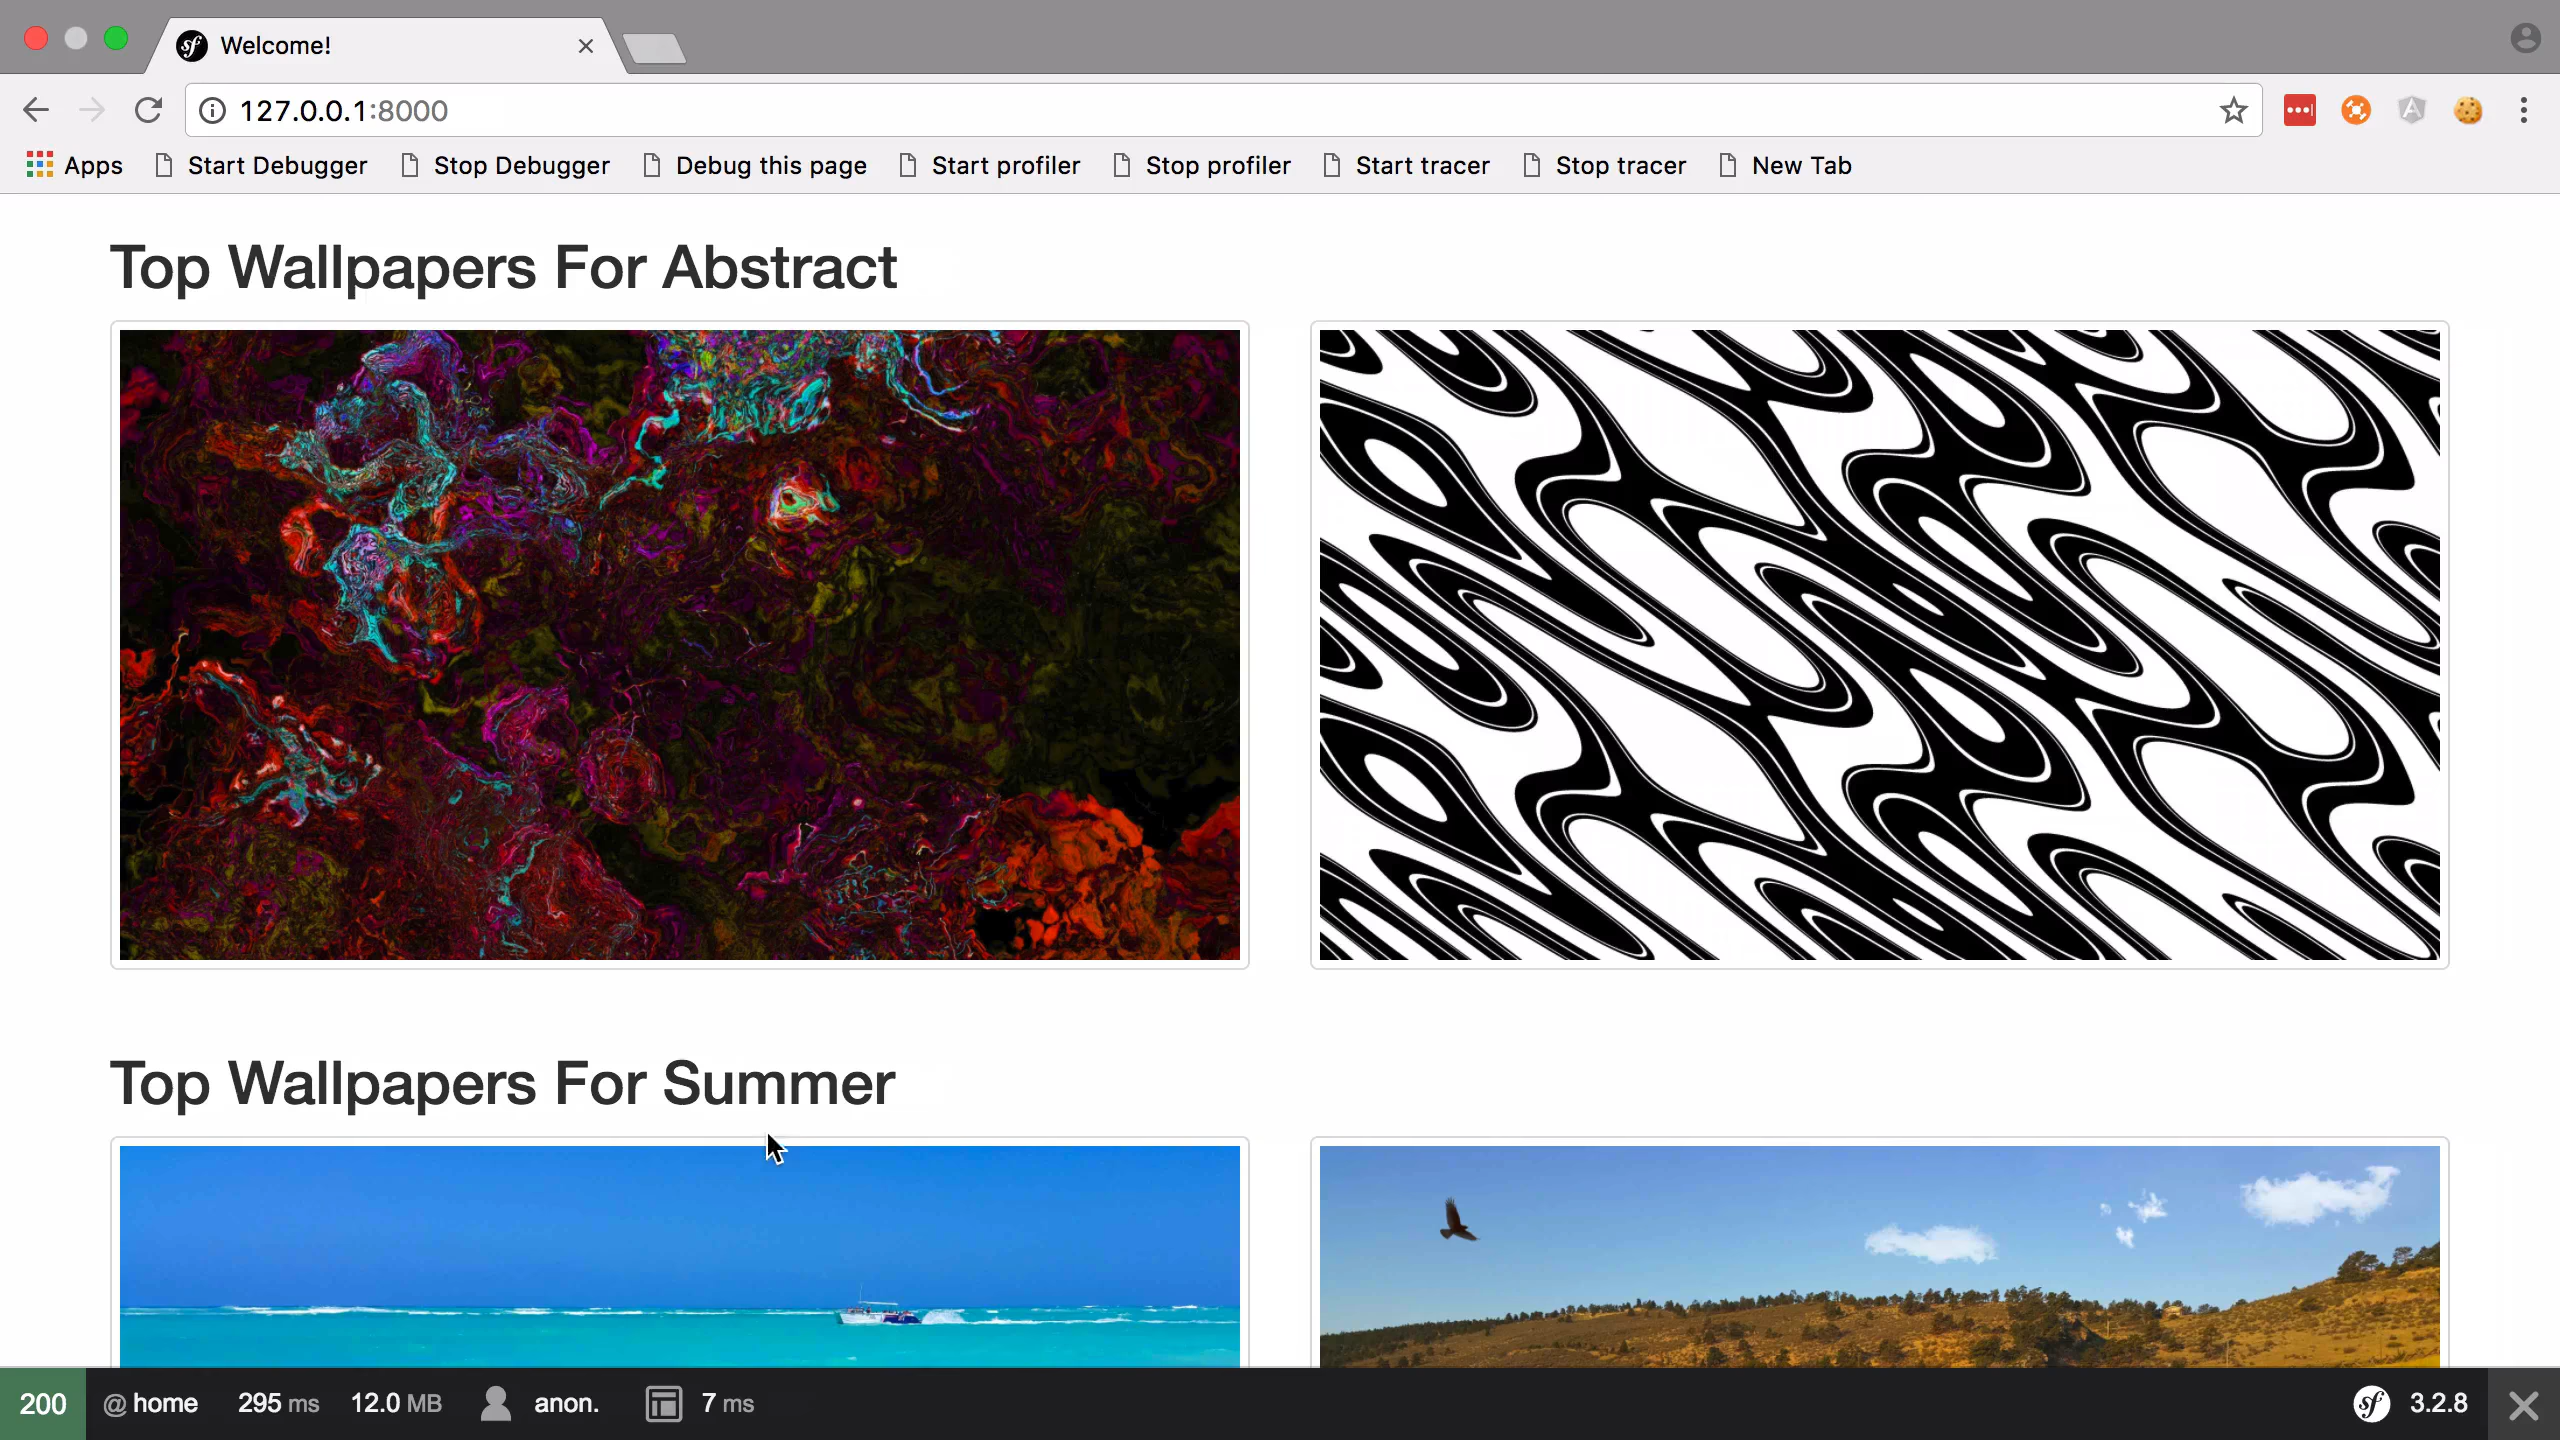 Welcome!
127.0.0.1:8000
Apps Start Debugger Stop Debugger Debug this page Start profiler Stop profiler Start tracer Stop tracer New Tab
Top Wallpapers For Abstract
Top Wallpapers For Summer
200 @ home 295 ms 12.0 MB anon. 7 ms 3.2.8